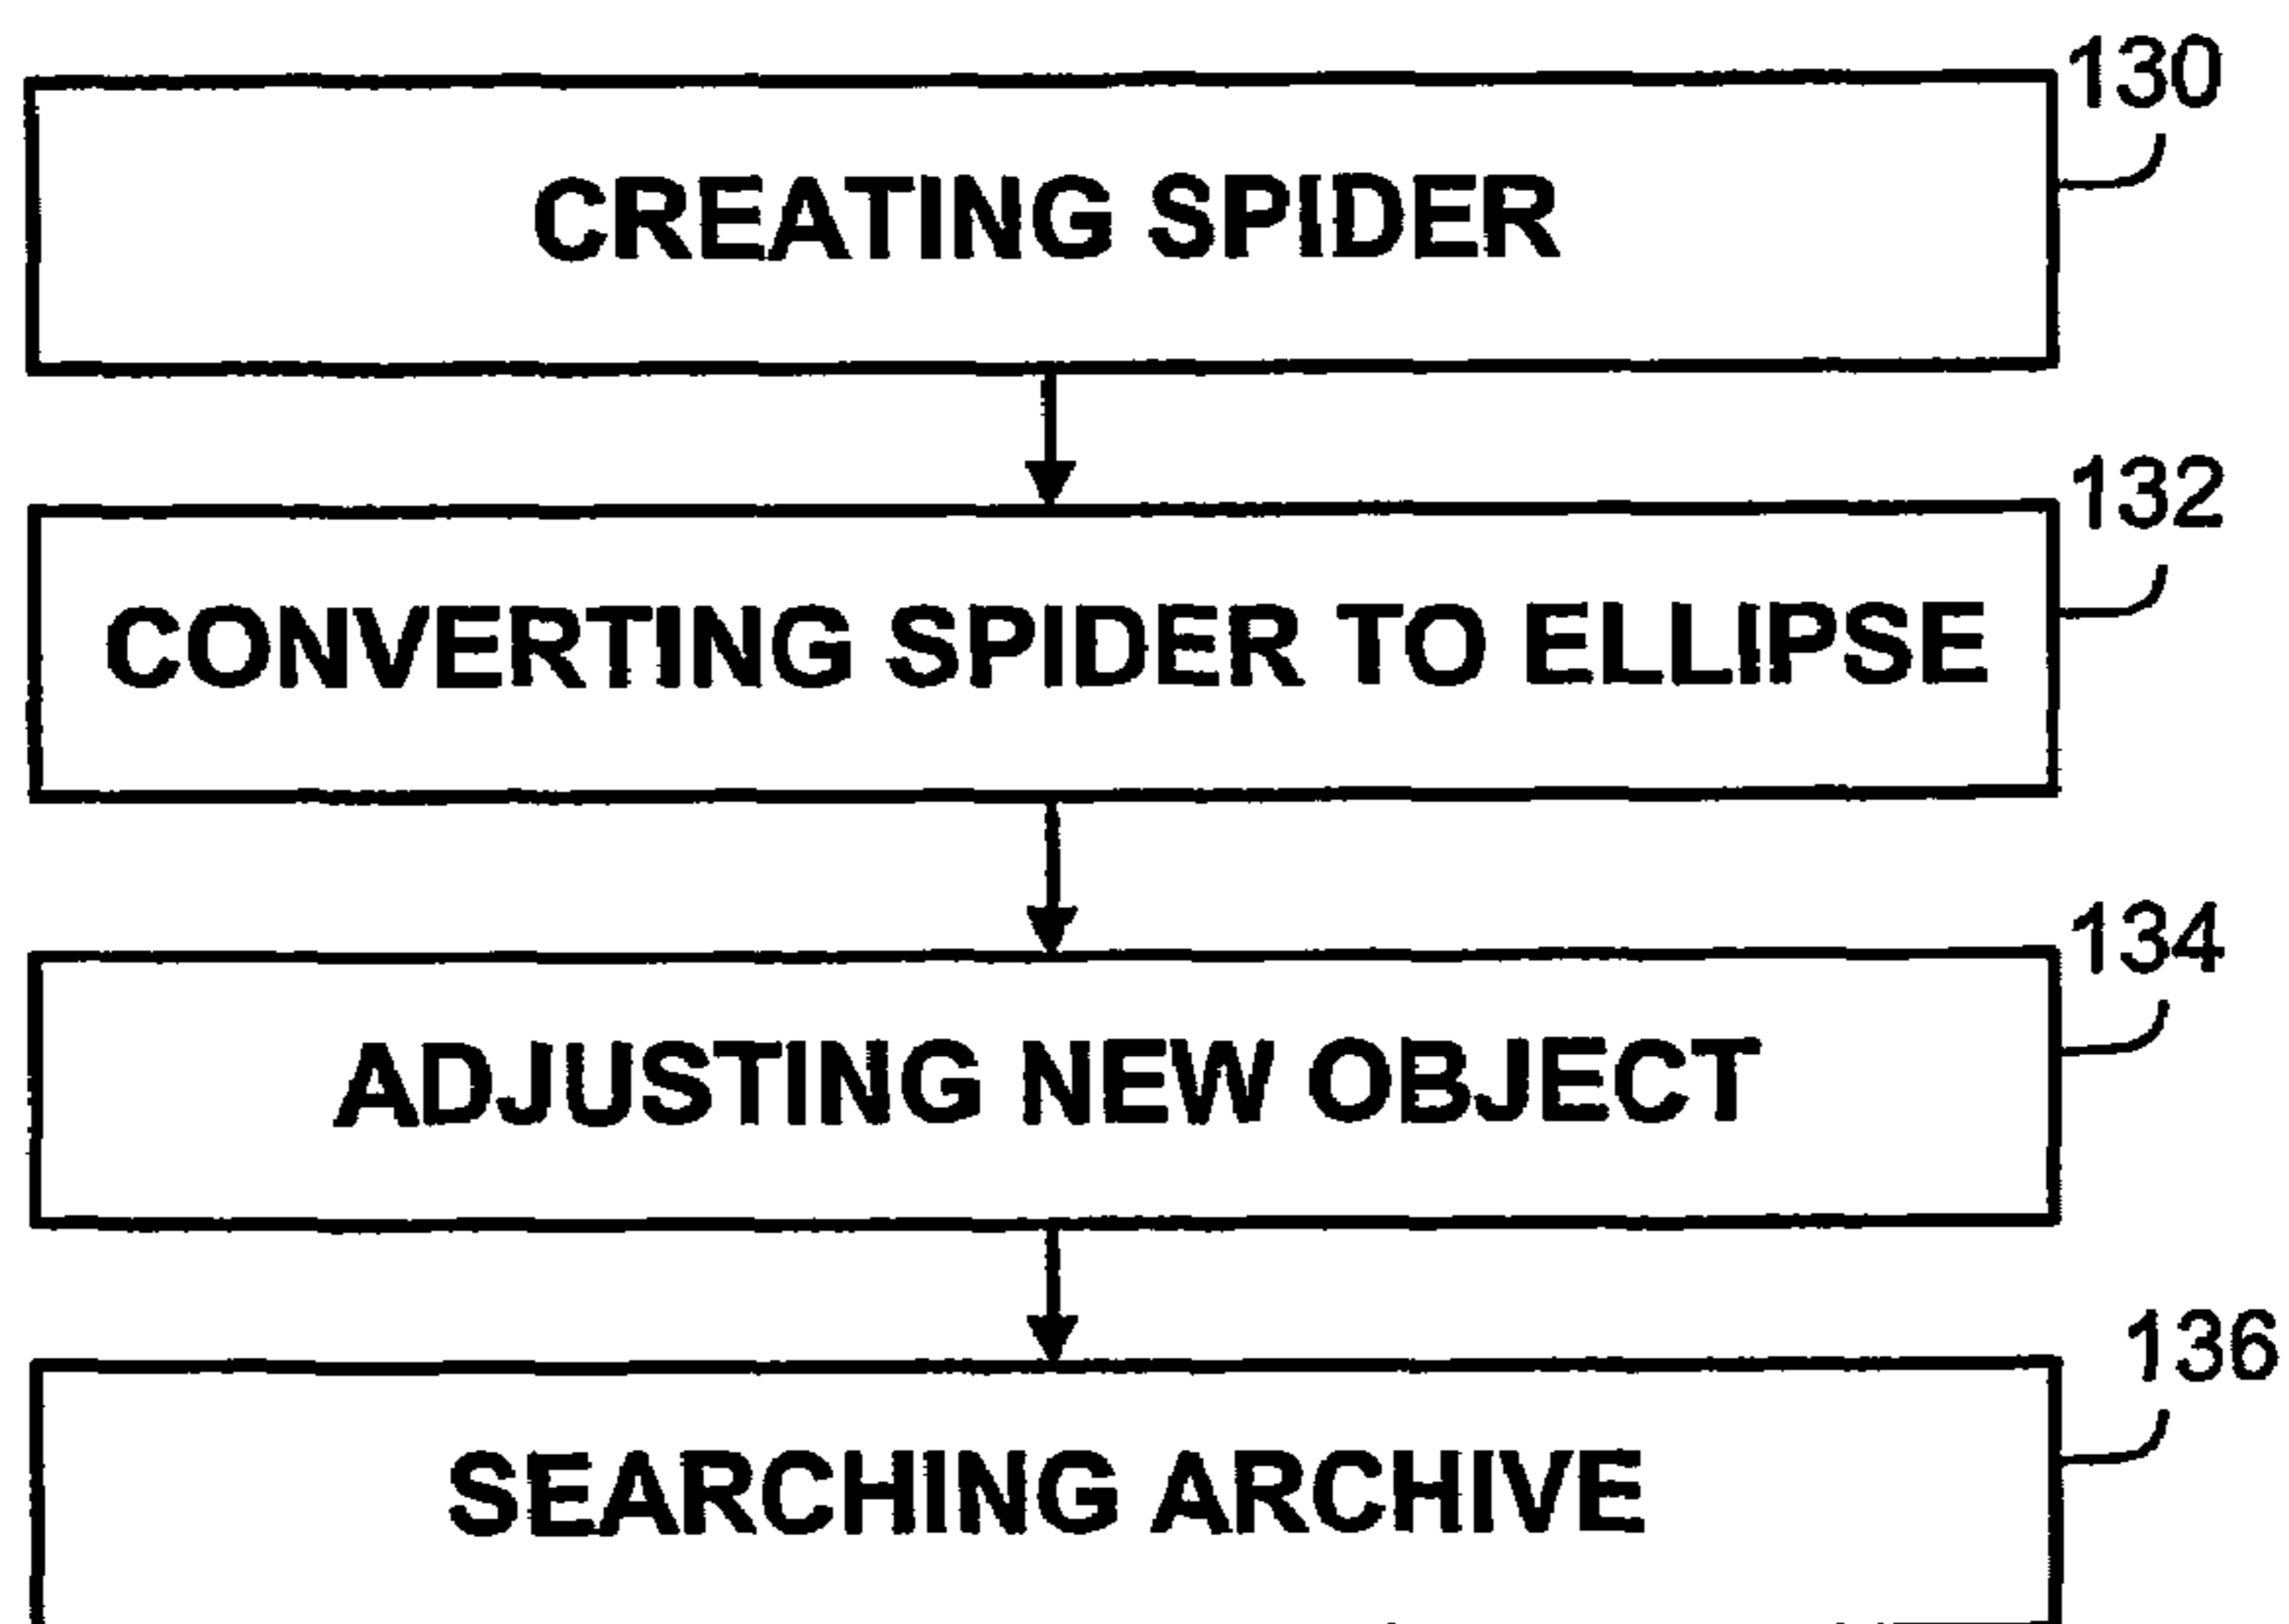 130
CREATING SPIDER
132
CONVERTING SPIDER TO ELLIPSE
134
ADJUSTING NEW OBJECT
136
SEARCHING ARCHIVE